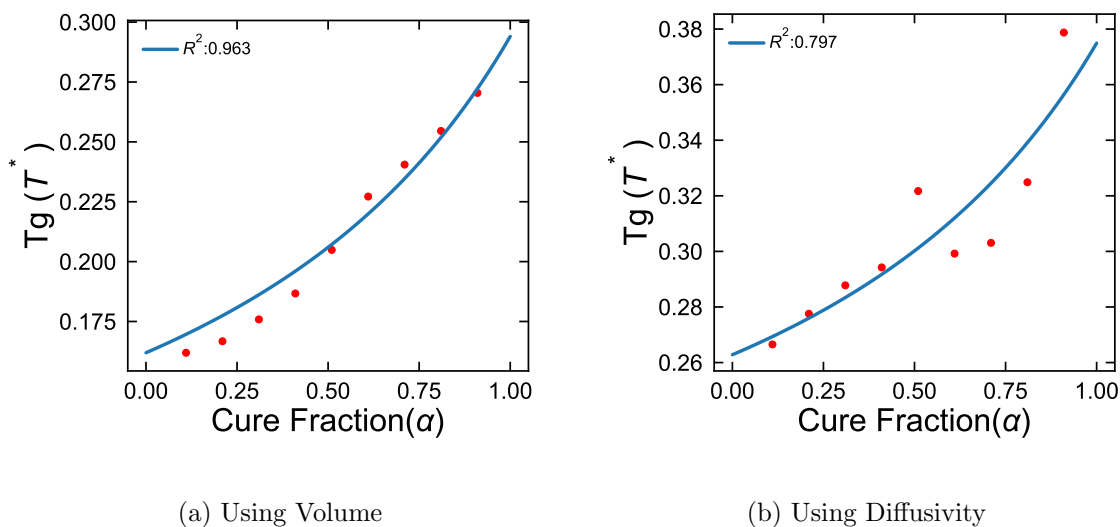 0.300
0.275
0.250
0.225
0.200
0.175
Tg (T*)
R²:0.963
0.00 0.25 0.50 0.75 1.00
Cure Fraction(α)
(a) Using Volume
0.38
0.36
0.34
0.32
0.30
0.28
0.26
Tg (T*)
R²:0.797
0.00 0.25 0.50 0.75 1.00
Cure Fraction(α)
(b) Using Diffusivity